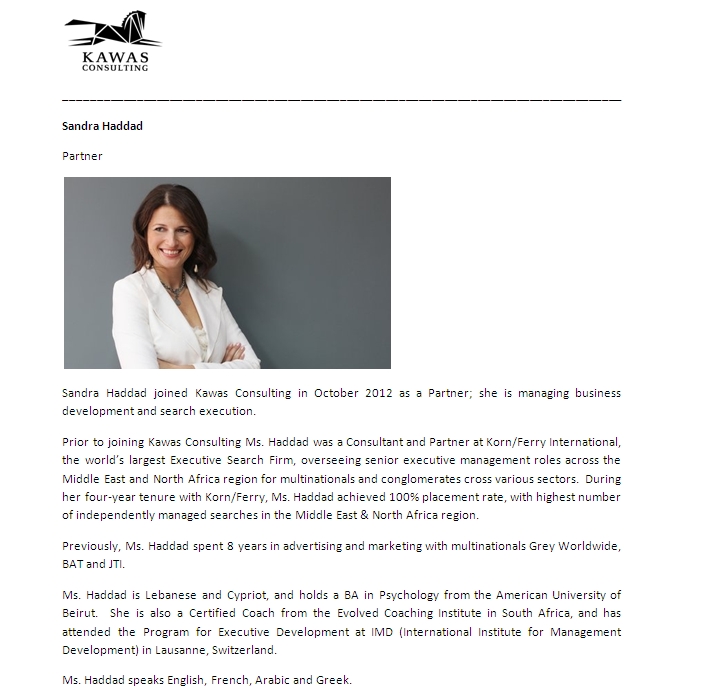 KAWAS
CONSULTING
Sandra Haddad
Partner
Sandra Haddad joined Kawas Consulting in October 2012 as a Partner; she is managing business
development and search execution.
Prior to joining Kawas Consulting Ms. Haddad was a Consultant and Partner at Korn/Ferry International,
the world's largest Executive Search Firm, overseeing senior executive management roles across the
Middle East and North Africa region for multinationals and conglomerates cross various sectors. During
her four-year tenure with Korn/Ferry, Ms. Haddad achieved 100% placement rate, with highest number
of independently managed searches in the Middle East & North Africa region.
Previously, Ms. Haddad spent 8 years in advertising and marketing with multinationals Grey Worldwide,
BAT and JTI.
Ms. Haddad is Lebanese and Cypriot, and holds a BA in Psychology from the American University of
Beirut. She is also a Certified Coach from the Evolved Coaching Institute in South Africa, and has
attended the Program for Executive Development at IMD (International Institute for Management
Development) in Lausanne, Switzerland.
Ms. Haddad speaks English, French, Arabic and Greek.